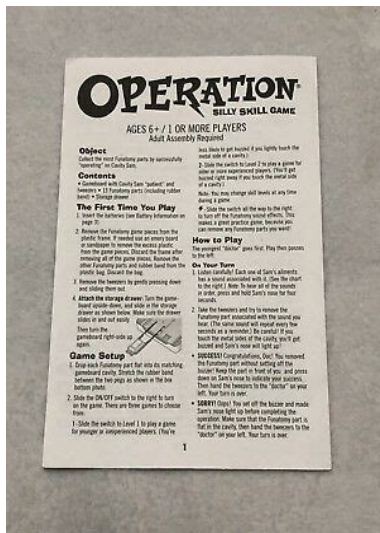 OPERATION®
SILLY SKILL GAME
AGES 6+ / 1 OR MORE PLAYERS
Adult Assembly Required
Object
Collect the most Funatomy parts by successfully
"operating" on Cavity Sam.
Contents
• Gameboard with Cavity Sam "patient" and
tweezers • 13 Funatomy parts (including rubber
band) • Storage drawer
The First Time You Play
1. Insert the batteries (see Battery Information
on page 3).
2. Remove the Funatomy game pieces from the
plastic frame. If needed use an emery board
or sandpaper to remove the excess plastic
from the game pieces. Discard the frame after
removing all of the game pieces. Remove the
other Funatomy parts and rubber band from the
plastic bag. Discard the bag.
3. Remove the tweezers by gently pressing down
and sliding them out.
4. Attach the storage drawer: Turn the game-
board upside-down, and slide in the storage
drawer as shown below. Make sure the drawer
slides in and out easily.
Then turn the
gameboard right-side up
again.
Game Setup
1. Drop each Funatomy part flat into its matching
gameboard cavity. Stretch the rubber band
between the two pegs as shown in the box
bottom photo.
2. Slide the ON/OFF switch to the right to turn
on the game. There are three games to choose
from:
1-Slide the switch to Level 1 to play a game
for younger or inexperienced players. (You're
less likely to get buzzed if you lightly touch the
metal side of a cavity.)
2-Slide the switch to Level 2 to play a game for
older or more experienced players. (You'll get
buzzed right away if you touch the metal side
of a cavity.)
Note: You may change skill levels at any time
during a game.
-Slide the switch all the way to the right
to turn off the Funatomy sound effects. This
makes a great practice game, because you
can remove any Funatomy parts you want!
How to Play
The youngest "doctor" goes first. Play then passes
to the left.
On Your Turn
1. Listen carefully! Each one of Sam's ailments
has a sound associated with it. (See the chart
to the right.) Note: To hear all of the sounds
in order, press and hold Sam's nose for four
seconds.
2. Take the tweezers and try to remove the
Funatomy part associated with the sound you
hear. (The same sound will repeat every few
seconds as a reminder.) Be careful! If you
touch the metal sides of the cavity, you'll get
buzzed and Sam's nose will light up!
• SUCCESS! Congratulations, Doc! You removed
the Funatomy part without setting off the
buzzer! Keep the part in front of you and press
down on Sam's nose to indicate your success.
Then hand the tweezers to the "doctor" on
your left. Your turn is over.
• SORRY! Oops! You set off the buzzer and made
Sam's nose light up before completing the
operation. Make sure the Funatomy part is
flat in the cavity, then hand the tweezers to the
"doctor" on your left. Your turn is over.
1